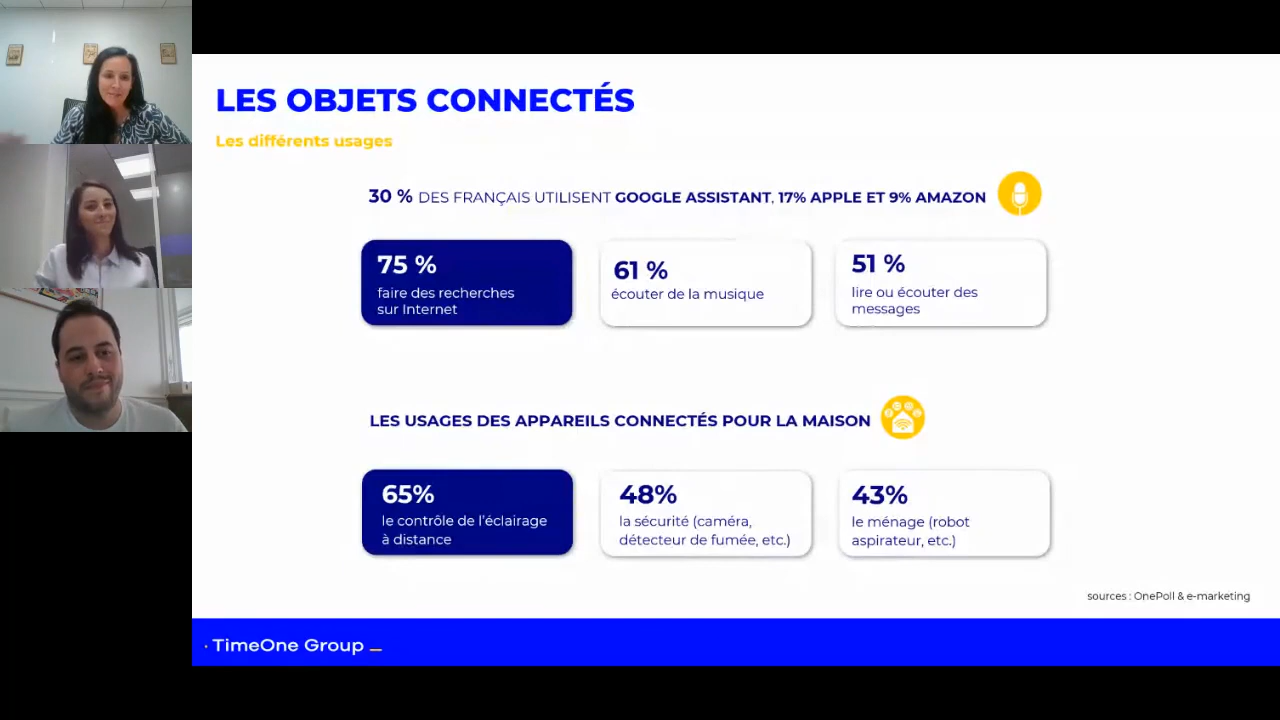 LES OBJETS CONNECTÉS
Les différents usages
30 % DES FRANÇAIS UTILISENT GOOGLE ASSISTANT, 17% APPLE ET 9% AMAZON
75 %
faire des recherches
sur Internet
61 %
écouter de la musique
51 %
lire ou écouter des
messages
LES USAGES DES APPAREILS CONNECTÉS POUR LA MAISON
65%
le contrôle de l'éclairage
à distance
48%
la sécurité (caméra,
détecteur de fumée, etc.)
43%
le ménage (robot
aspirateur, etc.)
sources : OnePoll & e-marketing
TimeOne Group